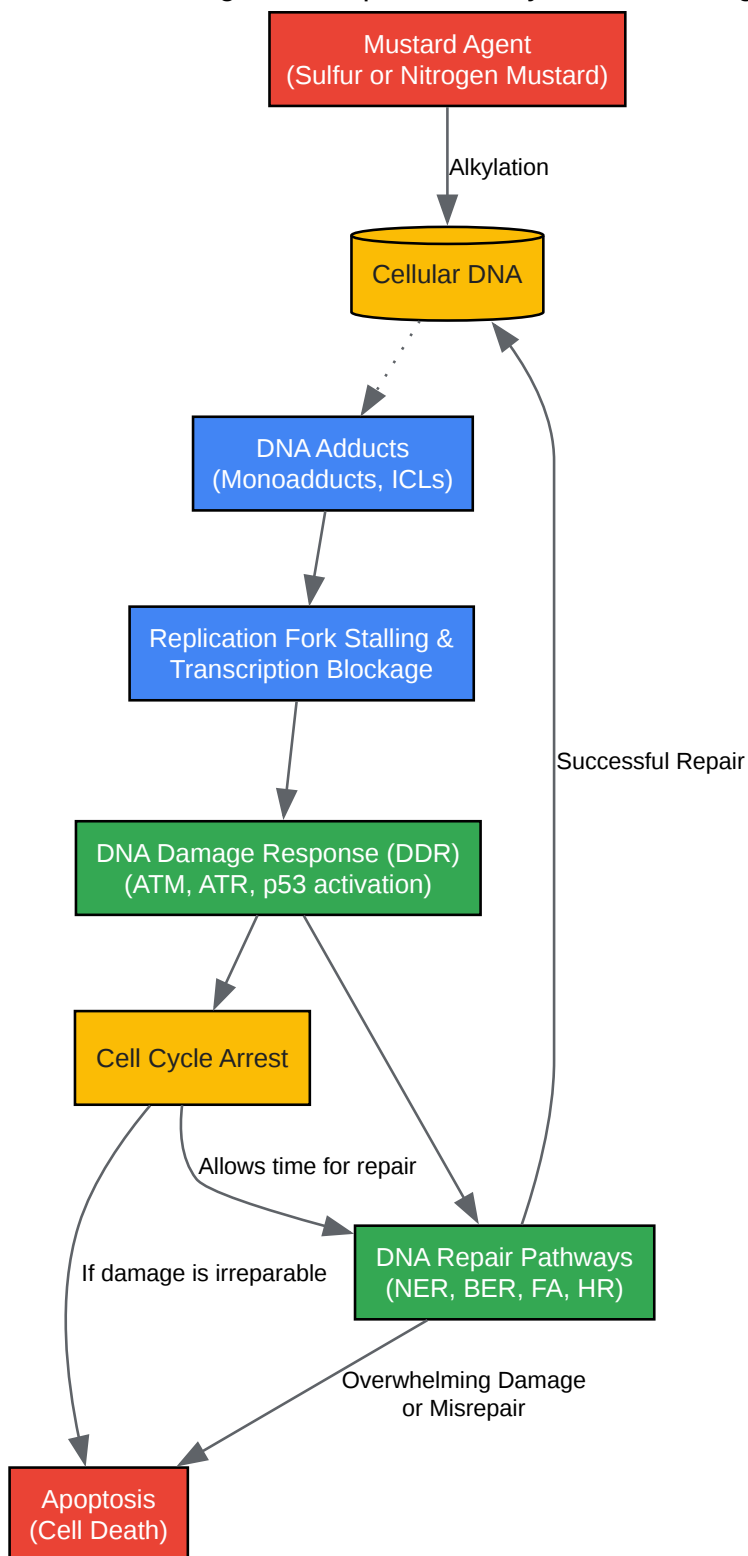 Mustard Agent
(Sulfur or Nitrogen Mustard)
Alkylation
Cellular DNA
DNA Adducts
(Monoadducts, ICLs)
Replication Fork Stalling &
Transcription Blockage
Successful Repair
DNA Damage Response (DDR)
(ATM, ATR, p53 activation)
Cell Cycle Arrest
Allows time for repair
If damage is irreparable
DNA Repair Pathways
(NER, BER, FA, HR)
Overwhelming Damage
or Misrepair
Apoptosis
(Cell Death)